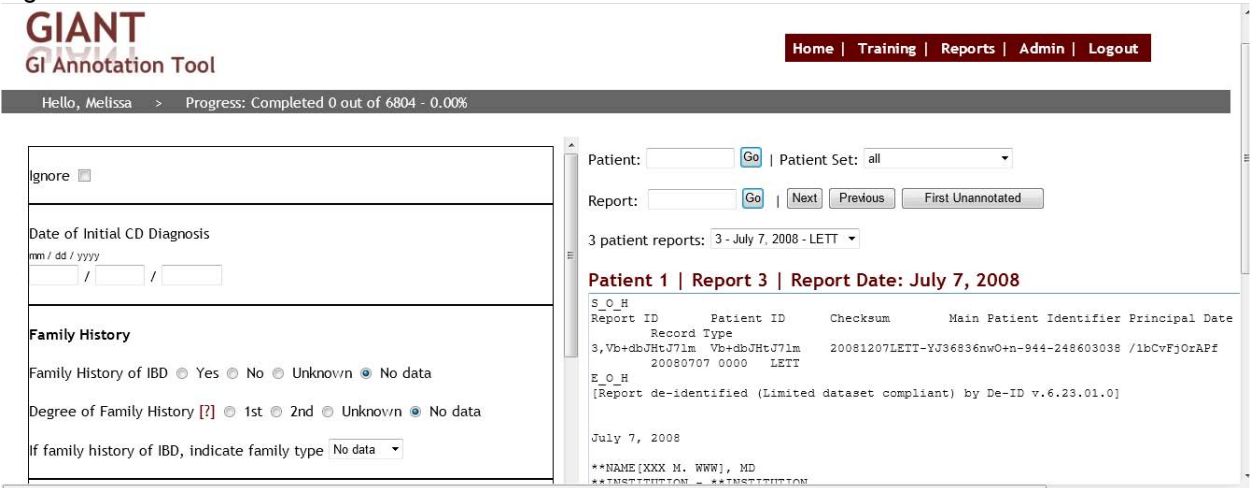 GIANT
GI Annotation Tool
Home | Training | Reports | Admin | Logout
Hello, Melissa > Progress: Completed 0 out of 6804 - 0.00%
Ignore
Date of Initial CD Diagnosis
mm / dd / yyyy
/ /
Family History
Family History of IBD Yes No Unknown No data
Degree of Family History [?] 1st 2nd Unknown No data
If family history of IBD, indicate family type No data
Patient: Go | Patient Set: all
Report: Go | Next Previous First Unannotated
3 patient reports: 3 - July 7, 2008 - LETT
Patient 1 | Report 3 | Report Date: July 7, 2008
S_O_H
Report ID Patient ID Checksum Main Patient Identifier Principal Date
Record Type
3,Vb+dbJHtJ7lm Vb+dbJHtJ7lm 20081207LETT-YJ36836nwO+n-944-248603038 /1bCvFjOrAPf
20080707 0000 LETT
E_O_H
[Report de-identified (Limited dataset compliant) by De-ID v.6.23.01.0]
July 7, 2008
**NAME[XXX M. WWW], MD
**INSTITUTION - **INSTITUTION